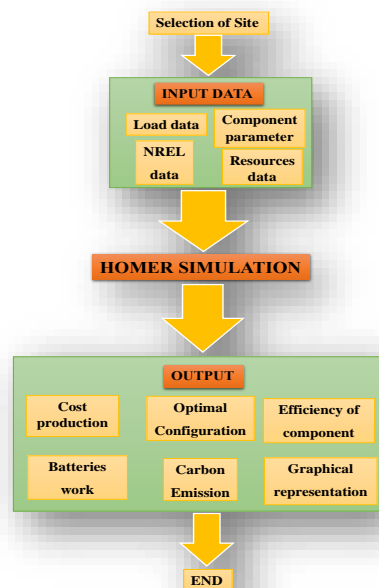 Selection of Site
INPUT DATA
Load data
Component
parameter
NREL
data
Resources
data
HOMER SIMULATION
OUTPUT
Cost
production
Optimal
Configuration
Efficiency of
component
Batteries
work
Carbon
Emission
Graphical
representation
END